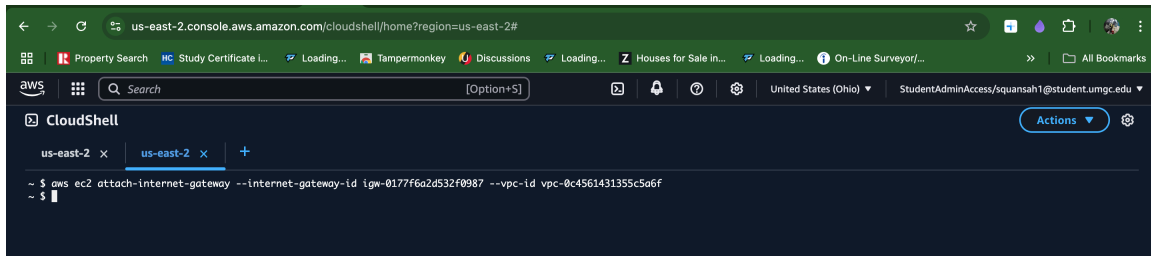 us-east-2.console.aws.amazon.com/cloudshell/home?region=us-east-2#
R Property Search HC Study Certificate i... Loading... Tampermonkey Discussions Loading... Z Houses for Sale in... Loading... On-Line Surveyor/... » All Bookmarks
aws Search [Option+S] United States (Ohio) ▼ StudentAdminAccess/squansah1@student.umgc.edu ▼
CloudShell Actions ▼
us-east-2 × us-east-2 × +
~ $ aws ec2 attach-internet-gateway --internet-gateway-id igw-0177f6a2d532f0987 --vpc-id vpc-0c4561431355c5a6f
~ $